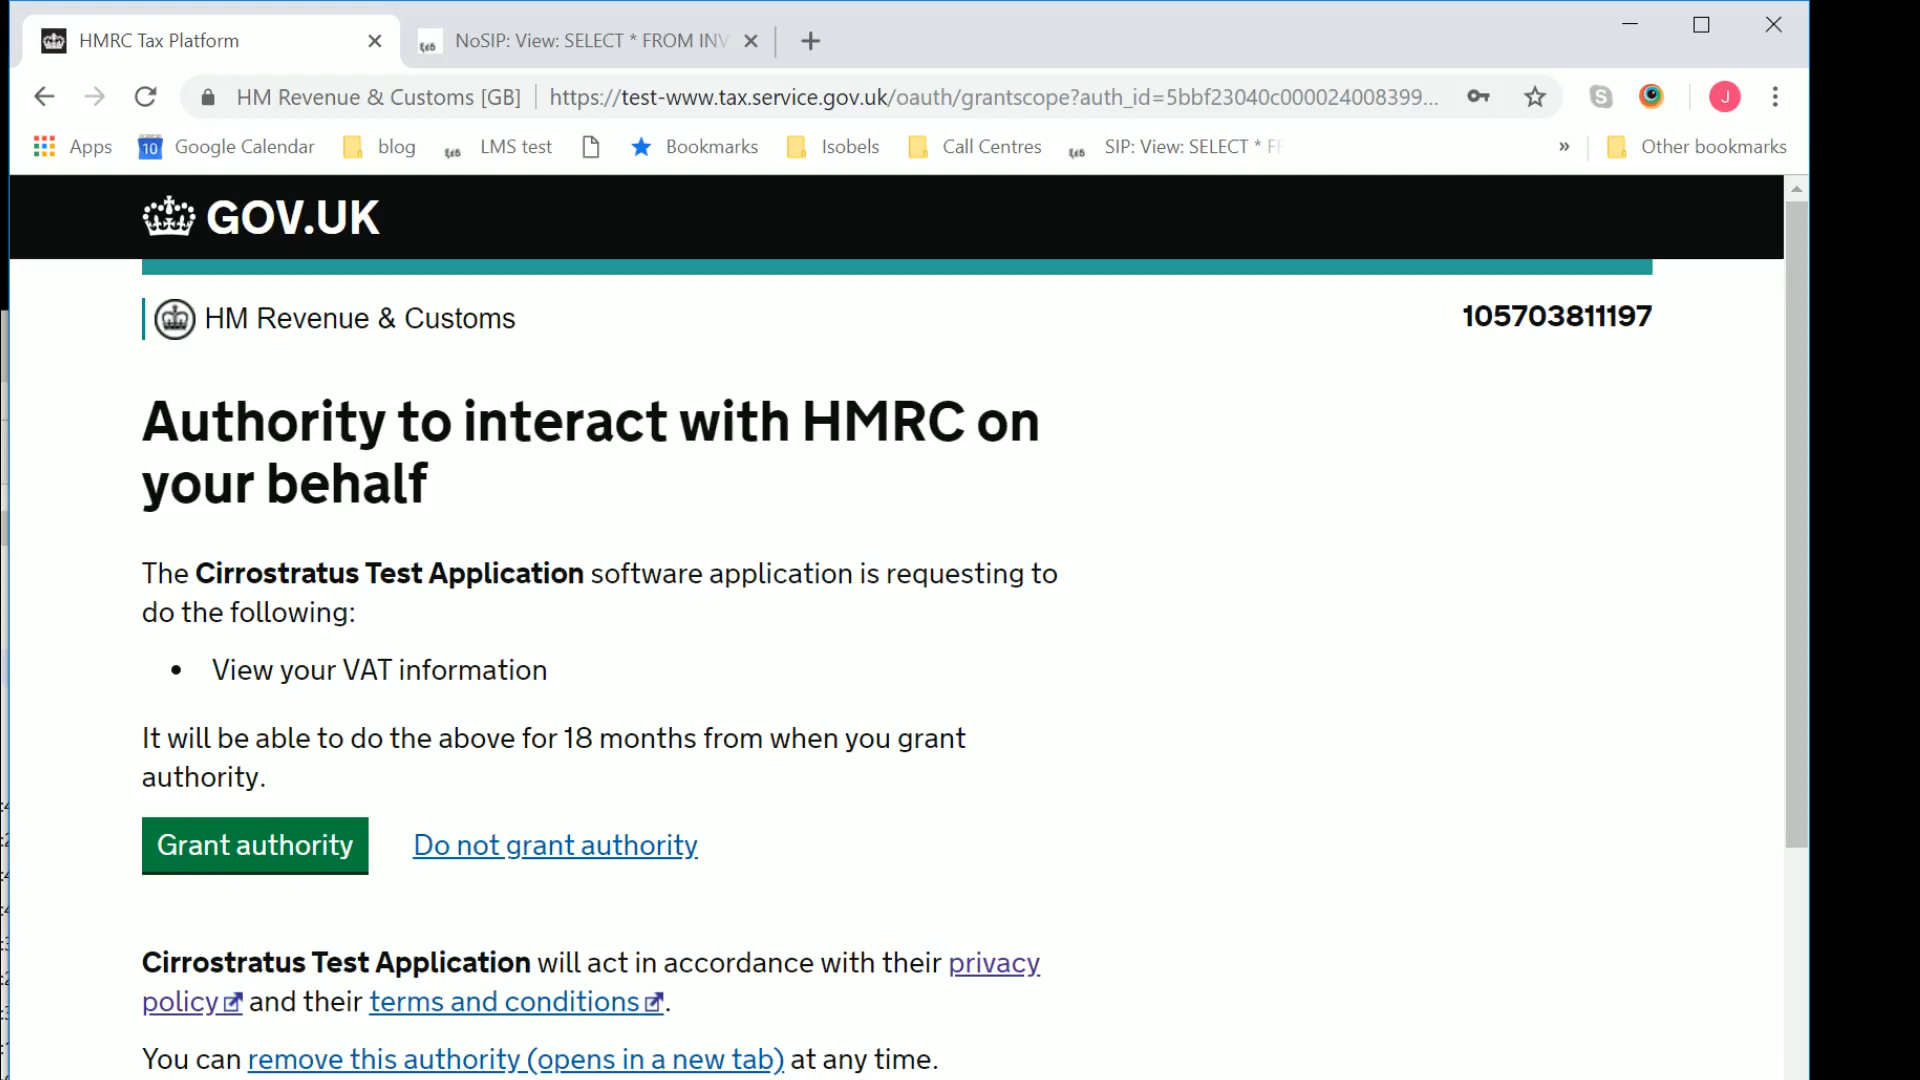 HMRC Tax Platform
NoSIP: View: SELECT * FROM INV
HM Revenue & Customs [GB] https://test-www.tax.service.gov.uk/oauth/grantscope?auth_id=5bbf23040c000024008399...
J
Apps 10 Google Calendar blog LMS test Bookmarks Isobels Call Centres SIP: View: SELECT * » Other bookmarks
GOV.UK
HM Revenue & Customs
105703811197
Authority to interact with HMRC on
your behalf
The Cirrostratus Test Application software application is requesting to
do the following:
• View your VAT information
It will be able to do the above for 18 months from when you grant
authority.
Grant authority Do not grant authority
Cirrostratus Test Application will act in accordance with their privacy
policy and their terms and conditions.
You can remove this authority (opens in a new tab) at any time.